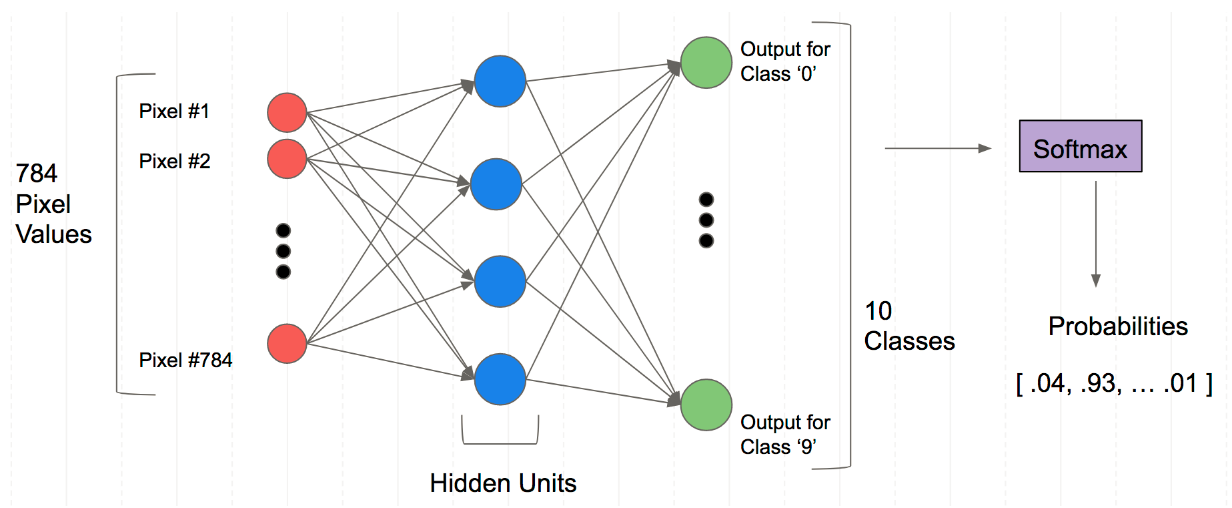 784
Pixel
Values
Pixel #1
Pixel #2
Pixel #784
Hidden Units
Output for
Class ‘0’
Output for
Class ‘9’
10
Classes
Softmax
Probabilities
[ .04, .93, … .01 ]